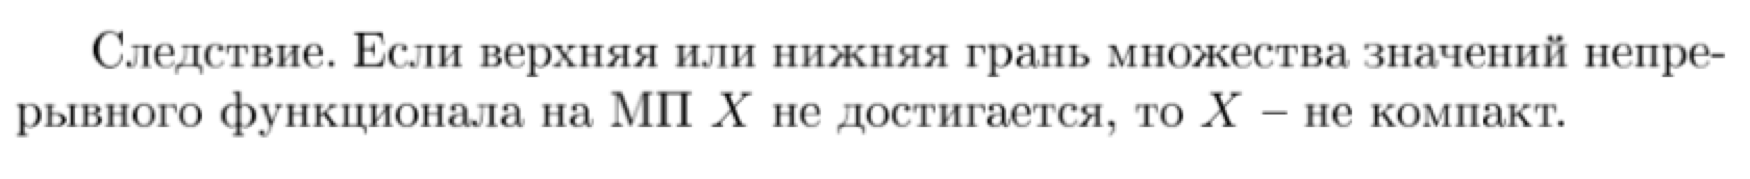 Следствие. Если верхняя или нижняя грань множества значений непре-
рывного функционала на МП X не достигается, то X – не компакт.